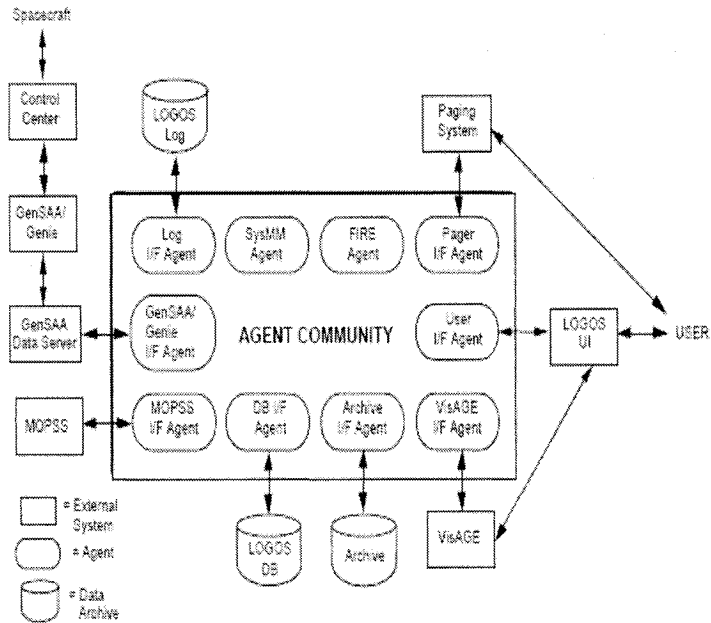 Spacecraft
Control
Center
LOGOS
Log
Paging
System
GenSAA/
Genie
Log
I/F Agent
SysMM
Agent
FIRE
Agent
Pager
I/F Agent
GenSAA
Data Server
GenSAA/
Genie
I/F Agent
AGENT COMMUNITY
User
I/F Agent
LOGOS
UI
USER
MOPSS
MOPSS
I/F Agent
DB I/F
Agent
Archive
I/F Agent
VisAGE
I/F Agent
= External
System
= Agent
= Data
Archive
LOGOS
DB
Archive
VisAGE